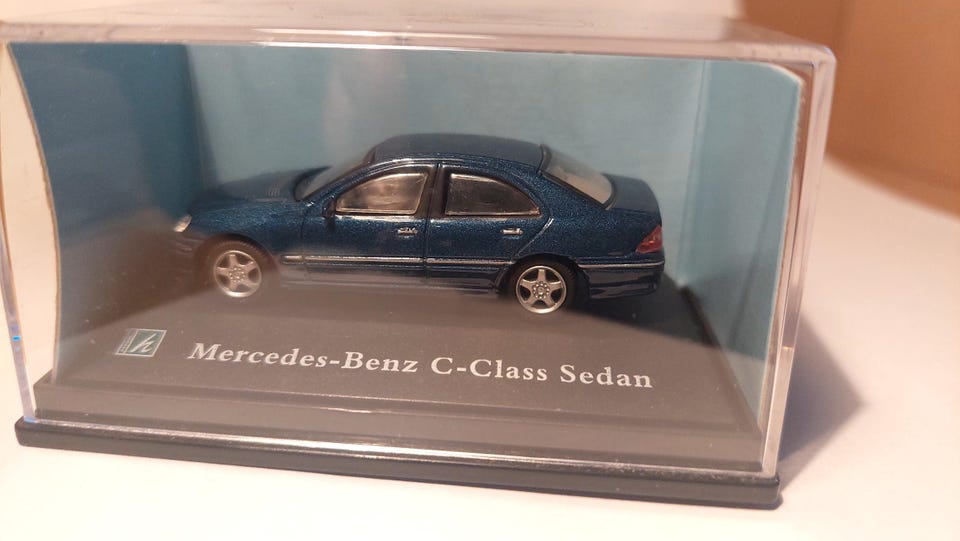 h
Mercedes-Benz C-Class Sedan